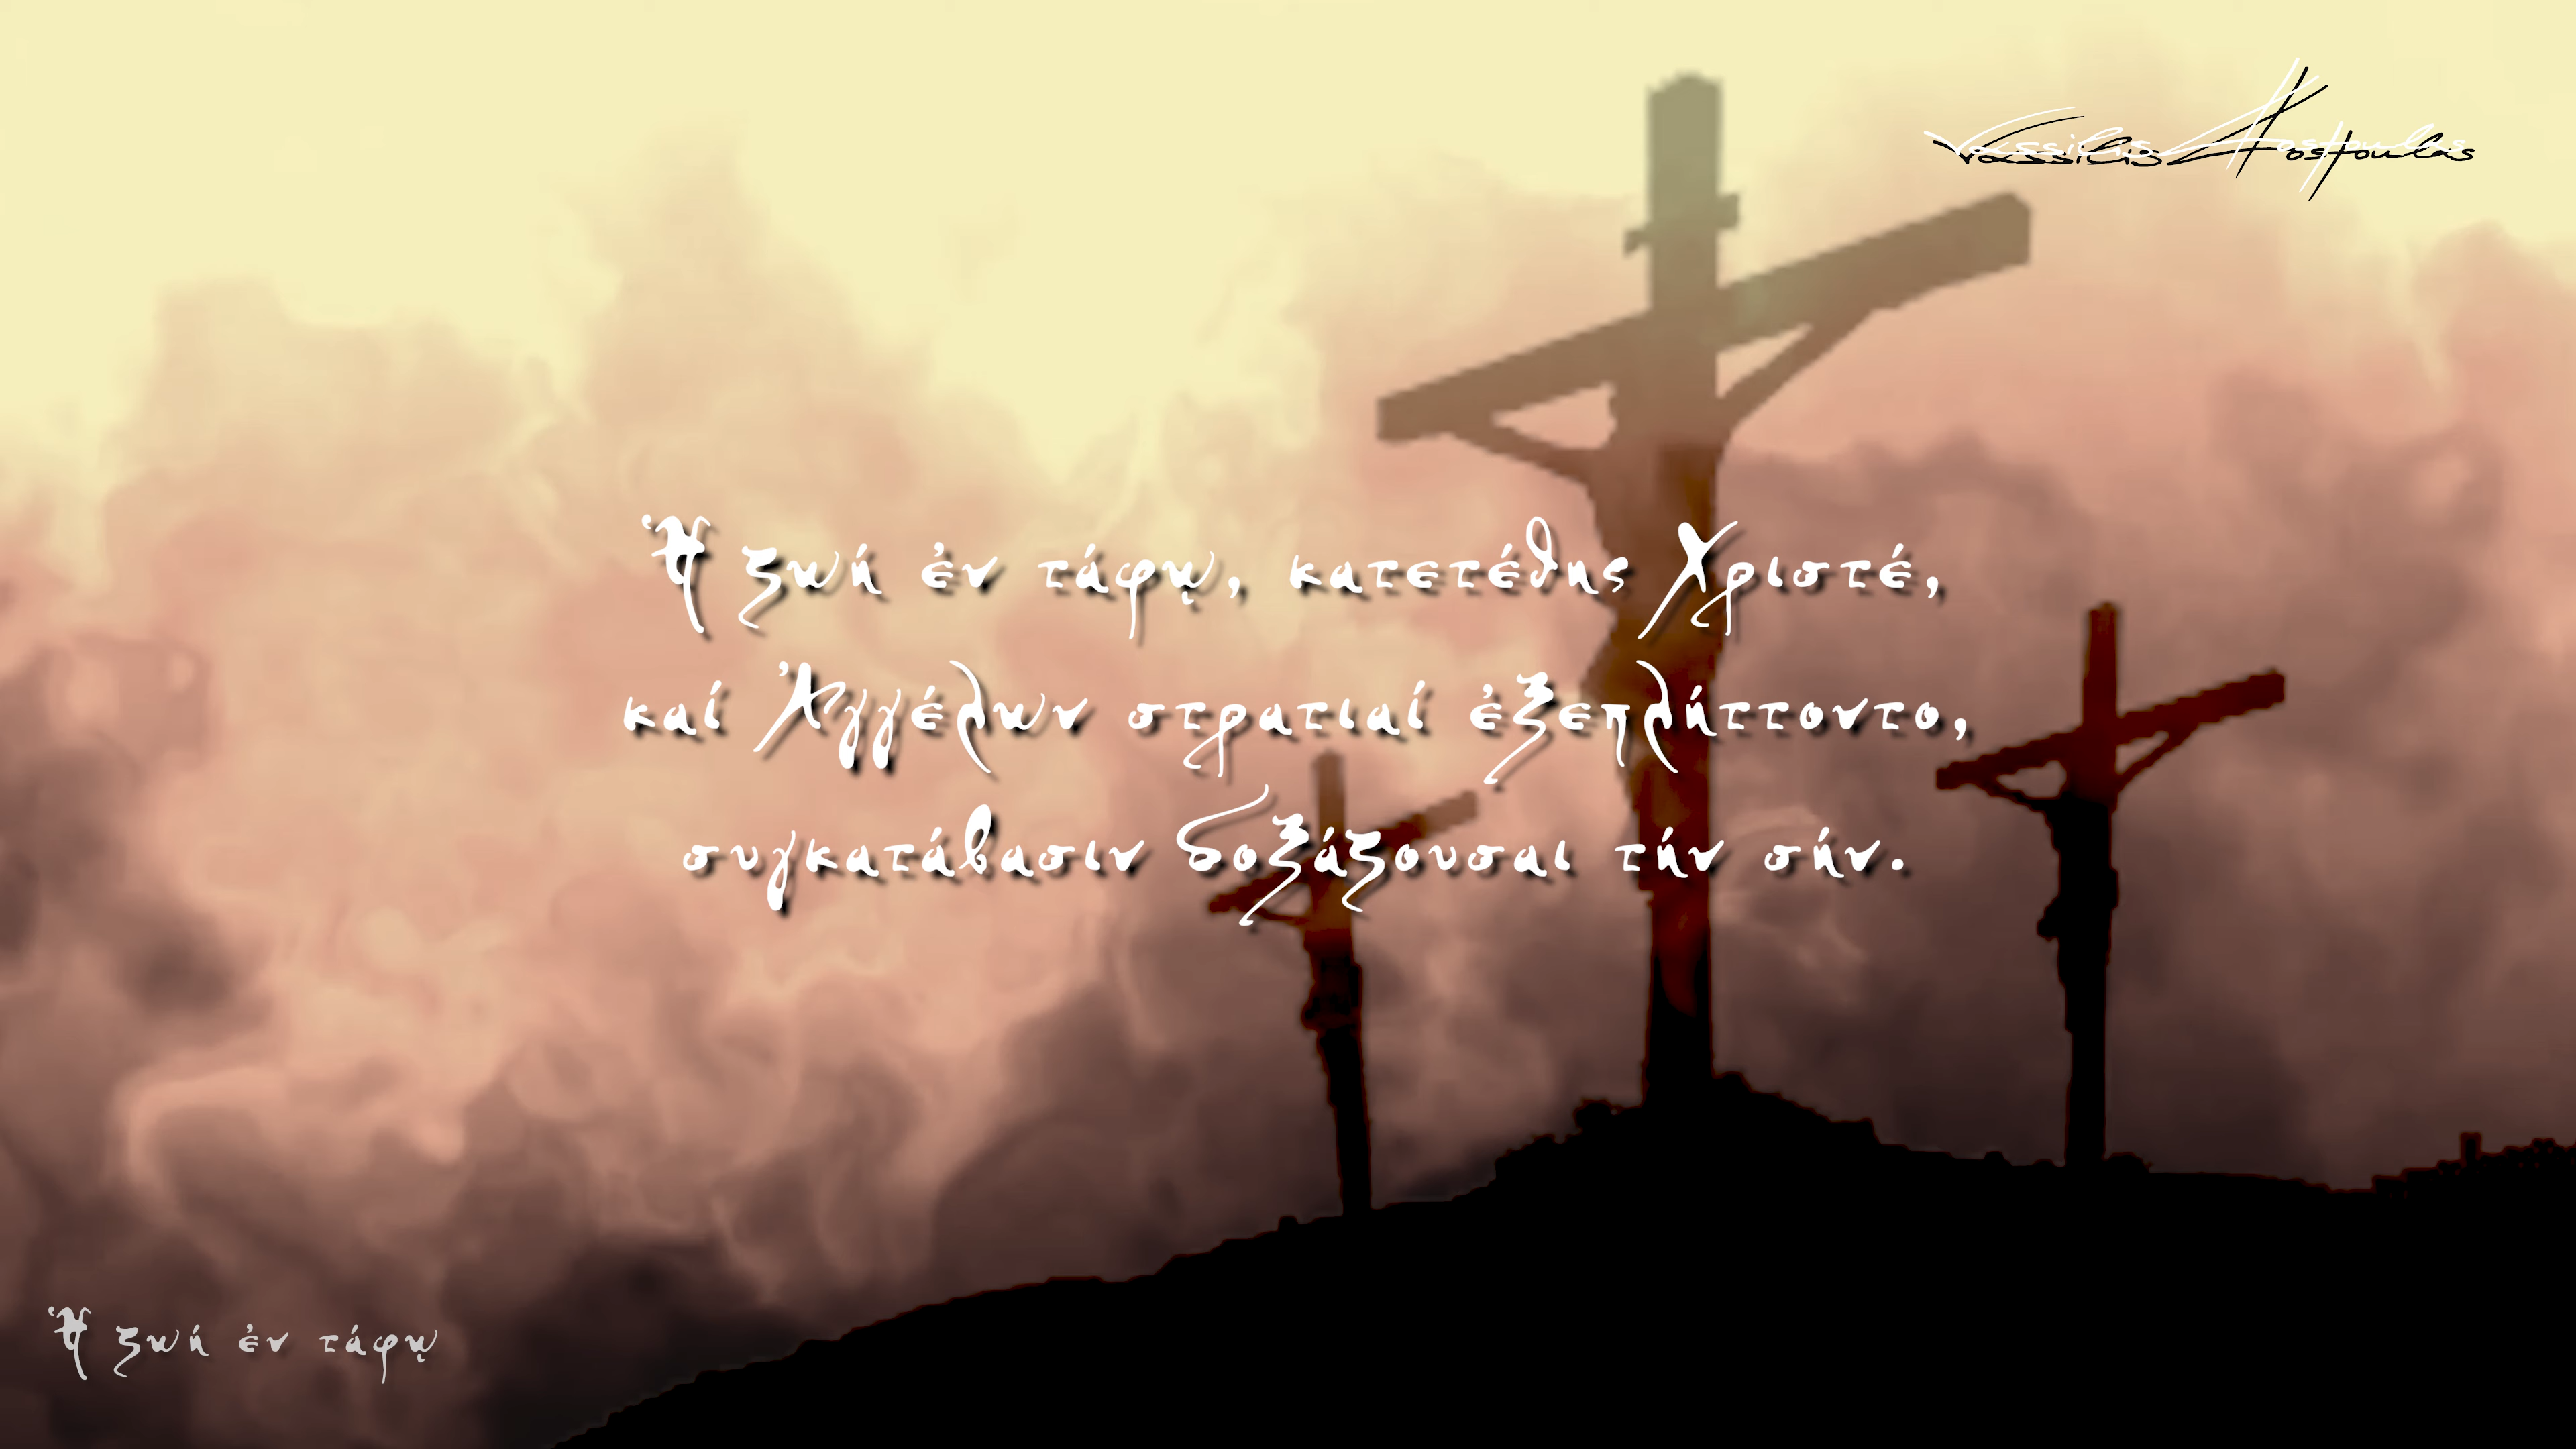 Vassilis Kostoulas
Ἡ ζωή ἐν τάφῳ, κατετέθης Χριστέ,
καί Ἀγγέλων στρατιαί ἐξεπλήττοντο,
συγκατάβασιν δοξάζουσαι τήν σήν.
Ἡ ζωή ἐν τάφῳ